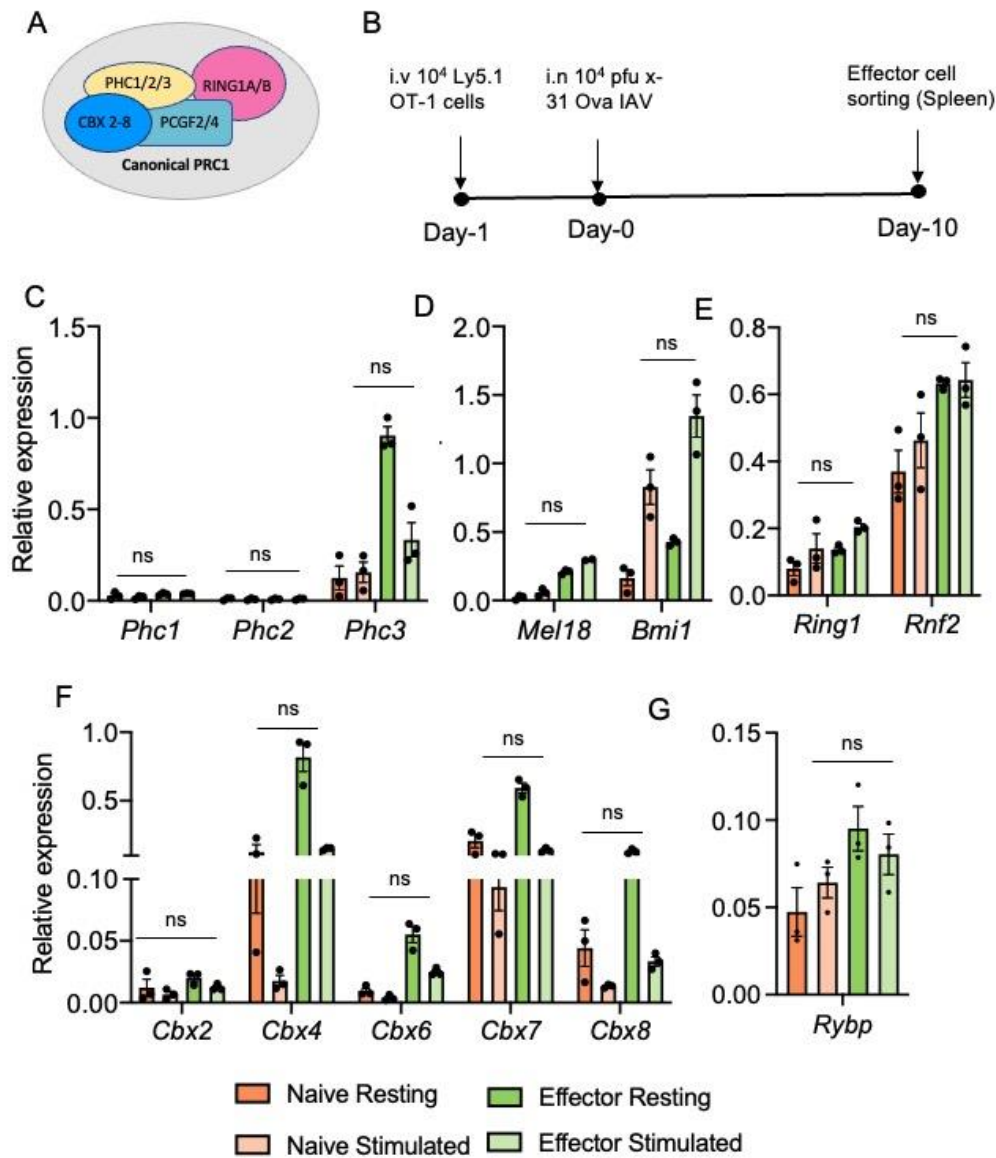 A
PHC1/2/3
RING1A/B
CBX 2-8
PCGF2/4
Canonical PRC1
B
i.v 10⁴ Ly5.1
OT-1 cells
i.n 10⁴ pfu x-
31 Ova IAV
Effector cell
sorting (Spleen)
Day-1
Day-0
Day-10
C
Relative expression
1.5
1.0
0.5
0.0
ns
ns
ns
Phc1
Phc2
Phc3
D
2.0
1.5
1.0
0.5
0.0
ns
ns
Mel18
Bmi1
E
0.8
0.6
0.4
0.2
0.0
ns
ns
Ring1
Rnf2
F
Relative expression
1.0
0.5
0.10
0.05
0.00
ns
ns
ns
ns
ns
Cbx2
Cbx4
Cbx6
Cbx7
Cbx8
G
0.15
0.10
0.05
0.00
ns
Rybp
Naive Resting
Effector Resting
Naive Stimulated
Effector Stimulated